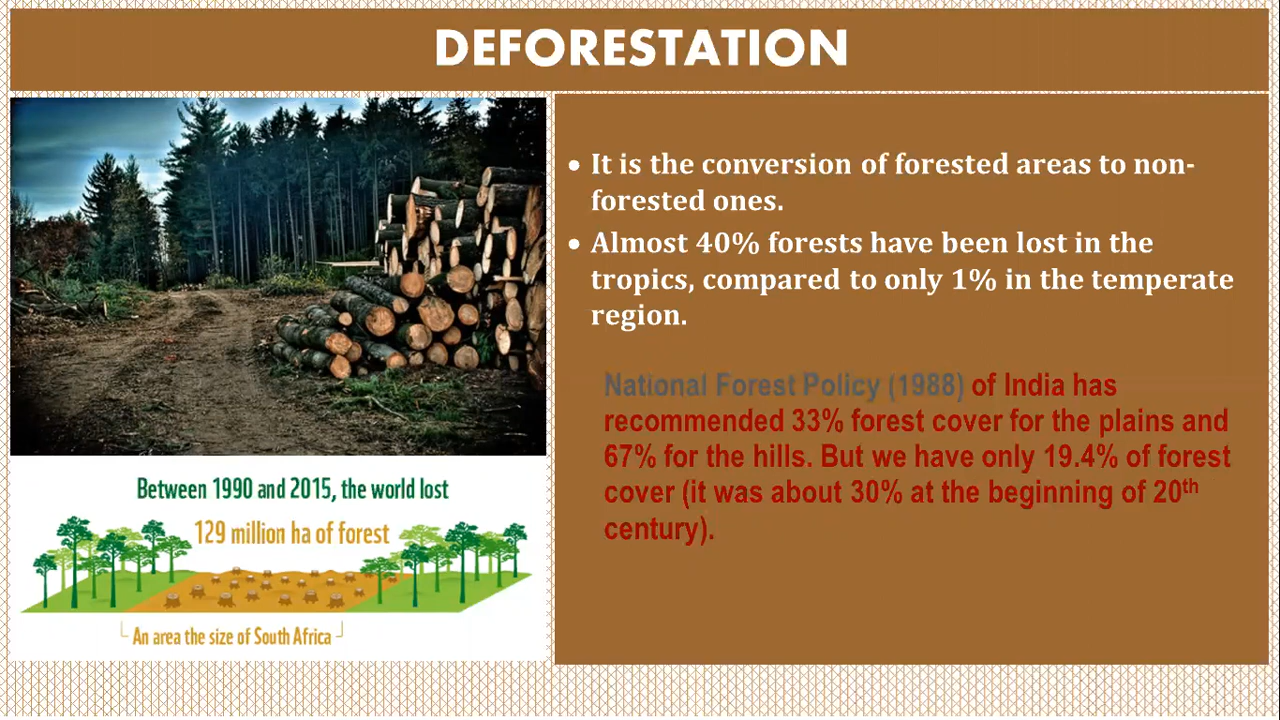 DEFORESTATION
• It is the conversion of forested areas to non-
forested ones.
• Almost 40% forests have been lost in the
tropics, compared to only 1% in the temperate
region.
National Forest Policy (1988) of India has
recommended 33% forest cover for the plains and
67% for the hills. But we have only 19.4% of forest
cover (it was about 30% at the beginning of 20th
century).
Between 1990 and 2015, the world lost
129 million ha of forest
An area the size of South Africa